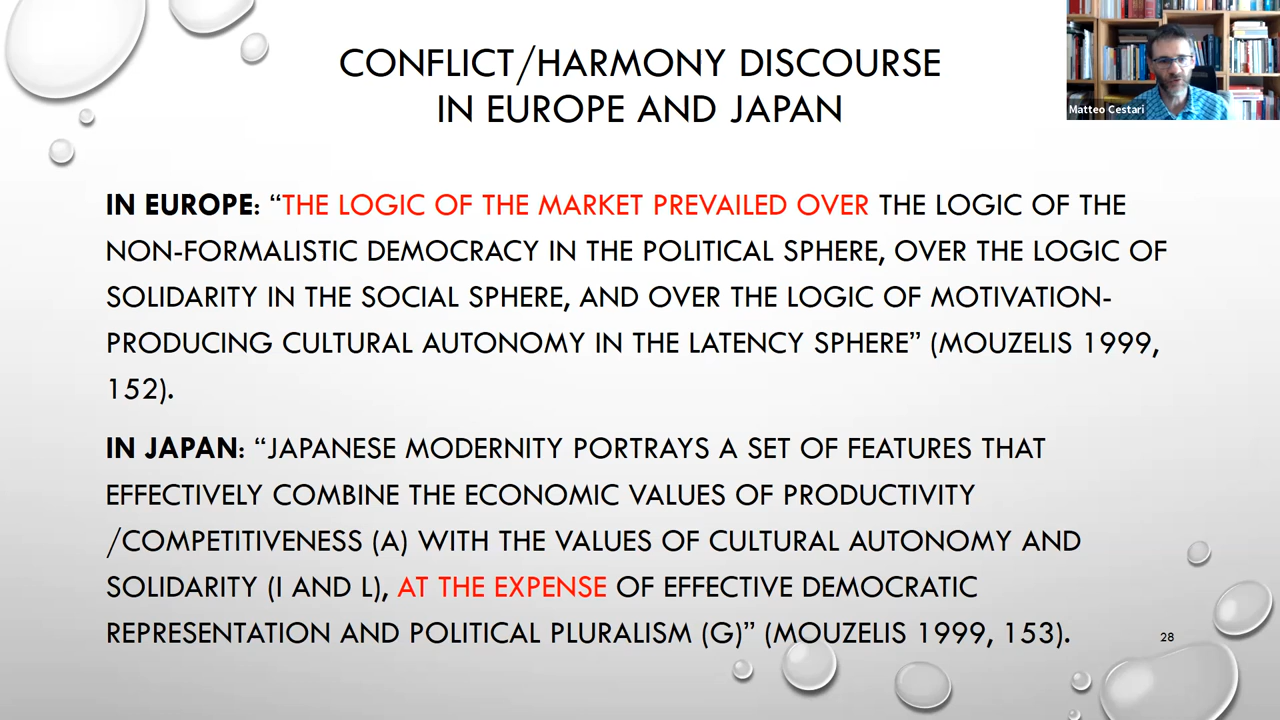 CONFLICT/HARMONY DISCOURSE
IN EUROPE AND JAPAN
Matteo Cestari
IN EUROPE: “THE LOGIC OF THE MARKET PREVAILED OVER THE LOGIC OF THE
NON-FORMALISTIC DEMOCRACY IN THE POLITICAL SPHERE, OVER THE LOGIC OF
SOLIDARITY IN THE SOCIAL SPHERE, AND OVER THE LOGIC OF MOTIVATION-
PRODUCING CULTURAL AUTONOMY IN THE LATENCY SPHERE” (MOUZELIS 1999,
152).
IN JAPAN: “JAPANESE MODERNITY PORTRAYS A SET OF FEATURES THAT
EFFECTIVELY COMBINE THE ECONOMIC VALUES OF PRODUCTIVITY
/COMPETITIVENESS (A) WITH THE VALUES OF CULTURAL AUTONOMY AND
SOLIDARITY (I AND L), AT THE EXPENSE OF EFFECTIVE DEMOCRATIC
REPRESENTATION AND POLITICAL PLURALISM (G)” (MOUZELIS 1999, 153).
28